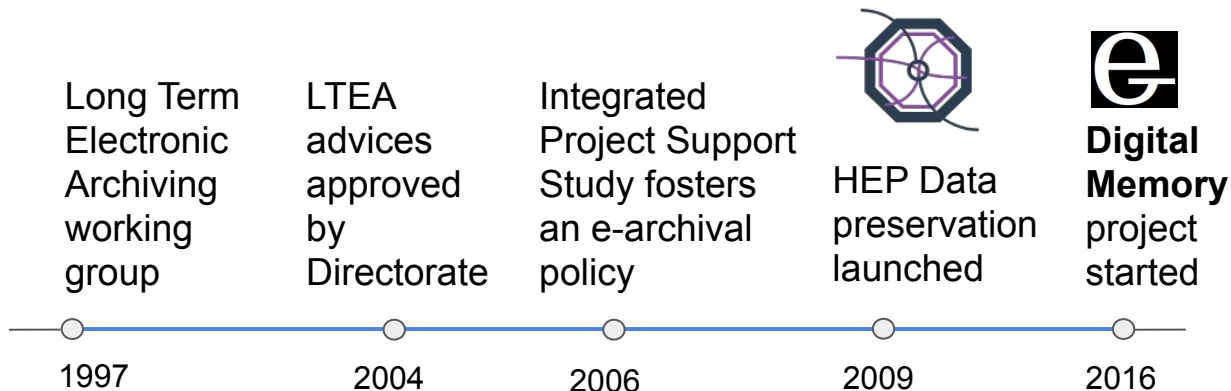 Long Term
Electronic
Archiving
working
group
LTEA
advices
approved
by
Directorate
Integrated
Project Support
Study fosters
an e-archival
policy
HEP Data
preservation
launched
e
Digital
Memory
project
started
1997
2004
2006
2009
2016